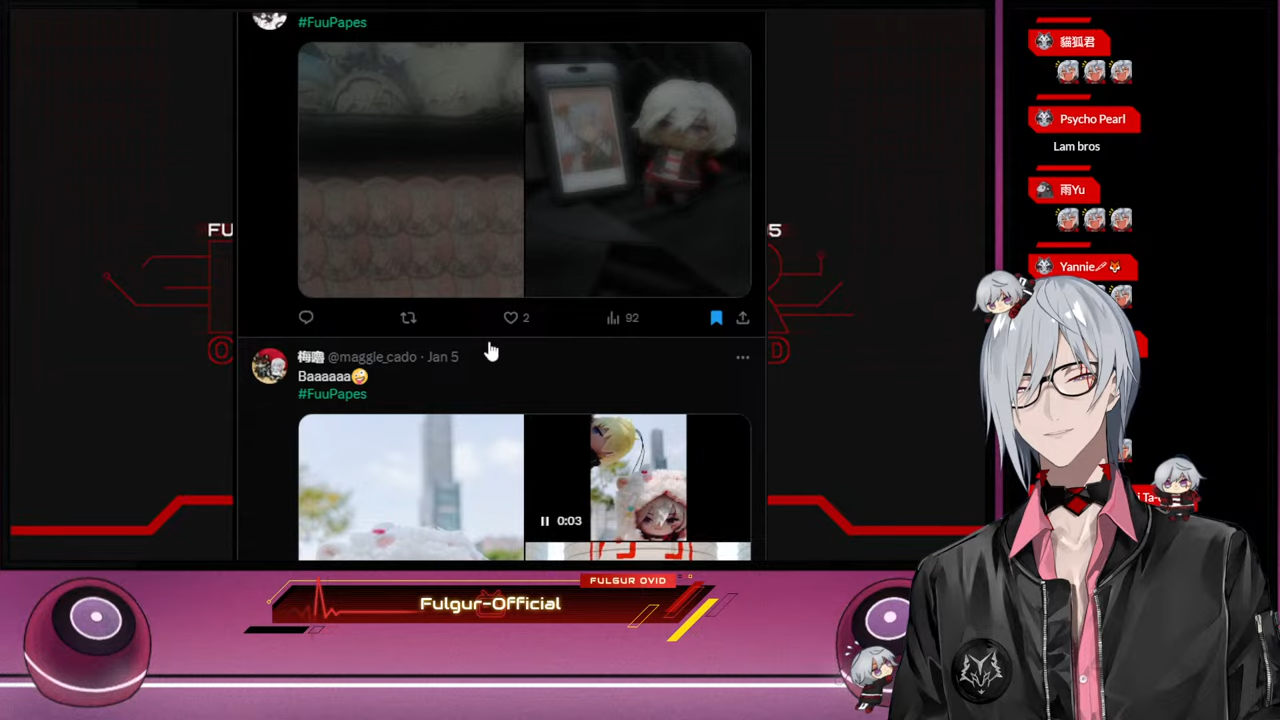 #FuuPapes
2
92
梅嚕 @maggie_cado · Jan 5
Baaaaaa🤪
#FuuPapes
0:03
FU
5
FULGUR OVID
Fulgur-Official
貓狐君
Psycho Pearl
Lam bros
雨Yu
Yannie